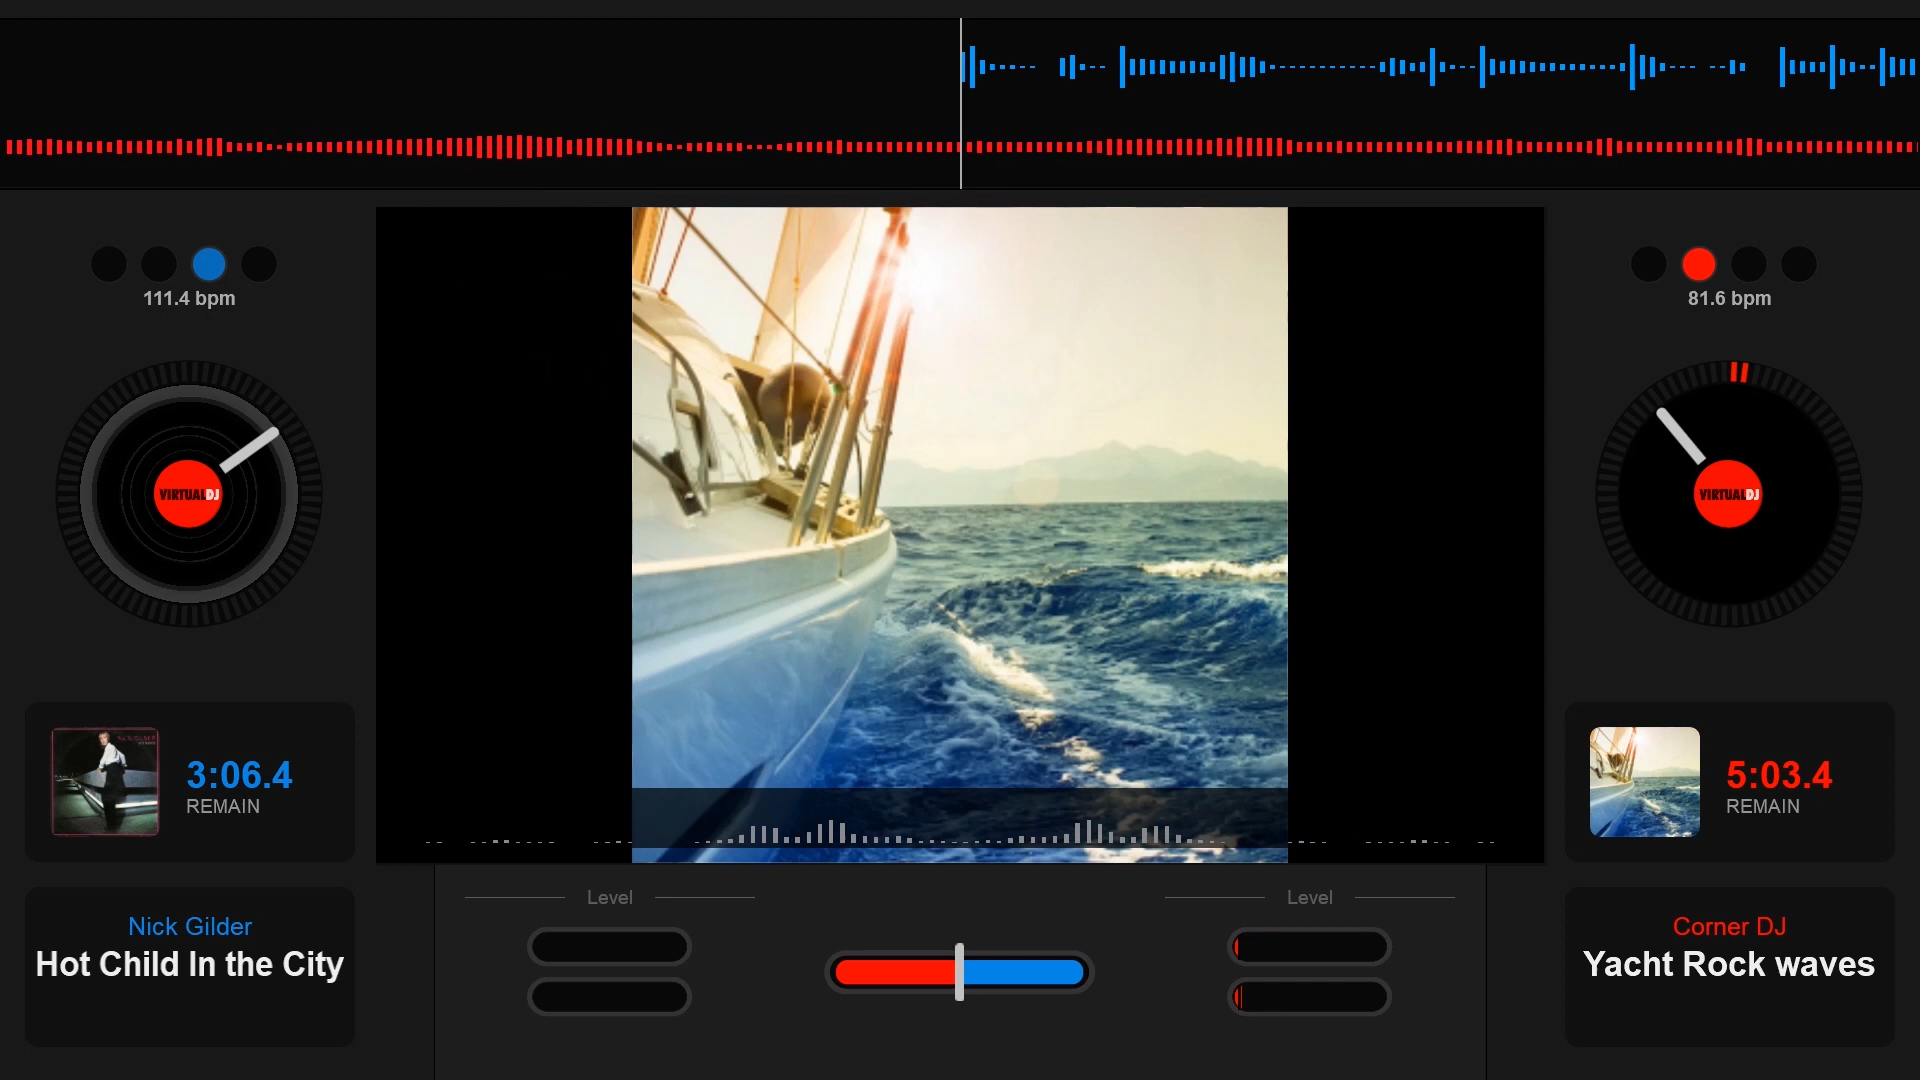 111.4 bpm
81.6 bpm
VIRTUALDJ
VIRTUALDJ
3:06.4
REMAIN
5:03.4
REMAIN
Level
Level
Nick Gilder
Hot Child In the City
Corner DJ
Yacht Rock waves